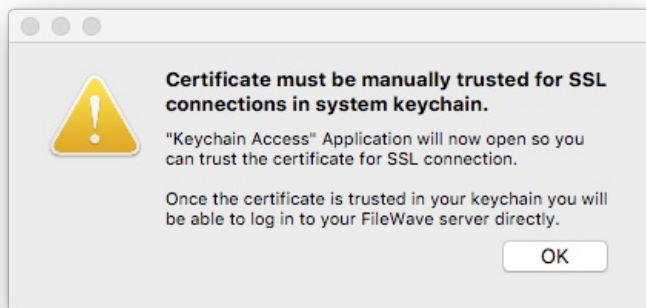 Certificate must be manually trusted for SSL
connections in system keychain.
"Keychain Access" Application will now open so you
can trust the certificate for SSL connection.
Once the certificate is trusted in your keychain you will
be able to log in to your FileWave server directly.
OK